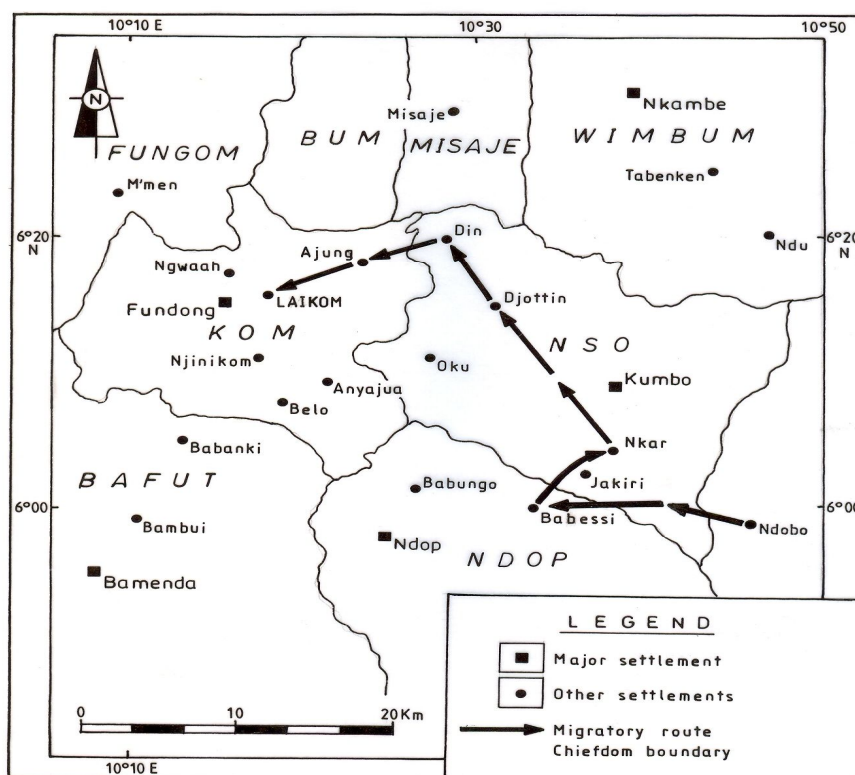 10°10 E
10°30
10°50
N
Nkambe
Misaje
BUM
MISAJE
WIMBUM
FUNGOM
M'men
Tabenken
6°20
N
Din
Ndu
6°20
N
Ajung
Ngwaah
LAIKOM
Djottin
Fundong
KOM
NSO
Njinikom
Oku
Anyajua
Kumbo
Belo
Babanki
Nkar
BAFUT
Babungo
Jakiri
6°00
Bambui
Babessi
Ndobo
6°00
Ndop
NDOP
Bamenda
LEGEND
Major settlement
Other settlements
Migratory route
Chiefdom boundary
0 10 20 Km
10°10 E